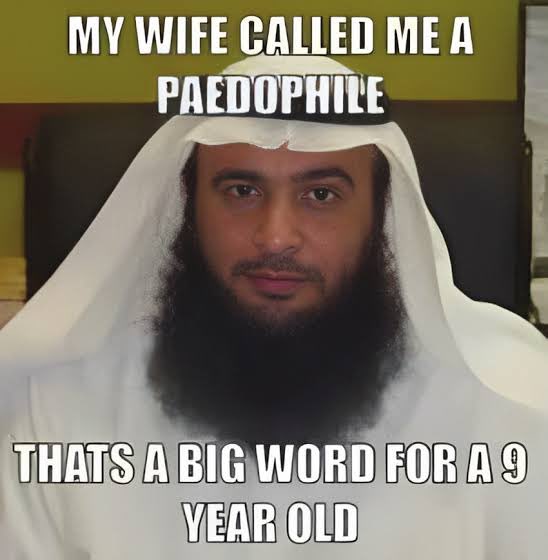 MY WIFE CALLED ME A
PAEDOPHILE
THATS A BIG WORD FOR A 9
YEAR OLD